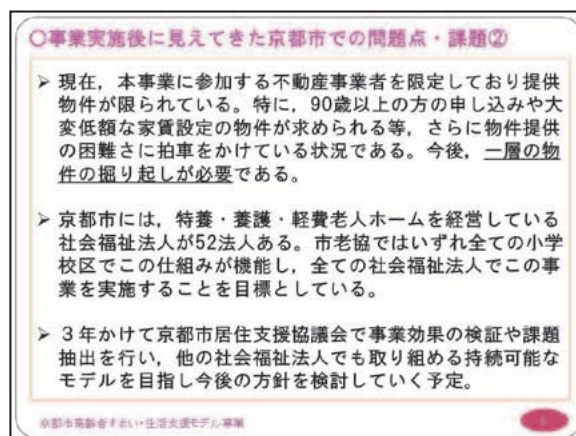 〇事業実施後に見えてきた京都市での問題点・課題②
➢ 現在，本事業に参加する不動産事業者を限定しており提供
物件が限られている。特に，90歳以上の方の申し込みや大
変低額な家賃設定の物件が求められる等，さらに物件提供
の困難さに拍車をかけている状況である。今後，一層の物
件の掘り起しが必要である。
➢ 京都市には，特養・養護・軽費老人ホームを経営している
社会福祉法人が52法人ある。市老協ではいずれ全ての小学
校区でこの仕組みが機能し，全ての社会福祉法人でこの事
業を実施することを目標としている。
➢ ３年かけて京都市居住支援協議会で事業効果の検証や課題
抽出を行い，他の社会福祉法人でも取り組める持続可能な
モデルを目指し今後の方針を検討していく予定。
京都市高齢者すまい・生活支援モデル事業